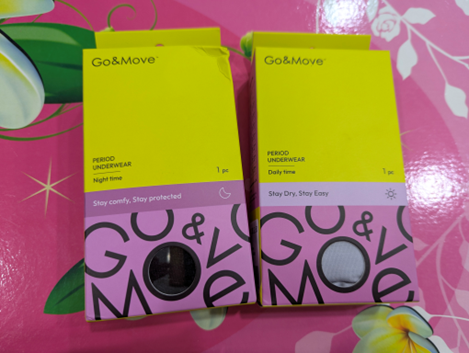 Go&Move
PERIOD
UNDERWEAR
Night time
1 pc
Stay comfy, Stay protected
GO & Move
Go&Move
PERIOD
UNDERWEAR
Daily time
1 pc
Stay Dry, Stay Easy
GO & Move